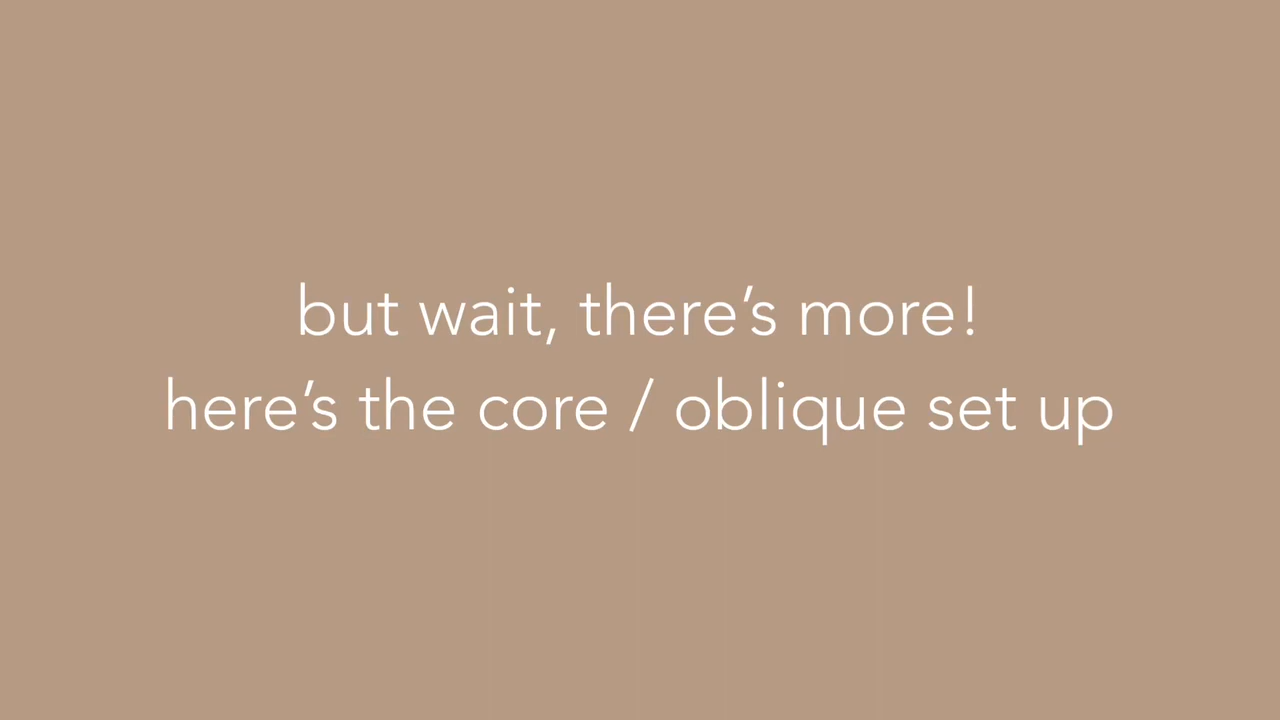 but wait, there’s more!
here’s the core / oblique set up